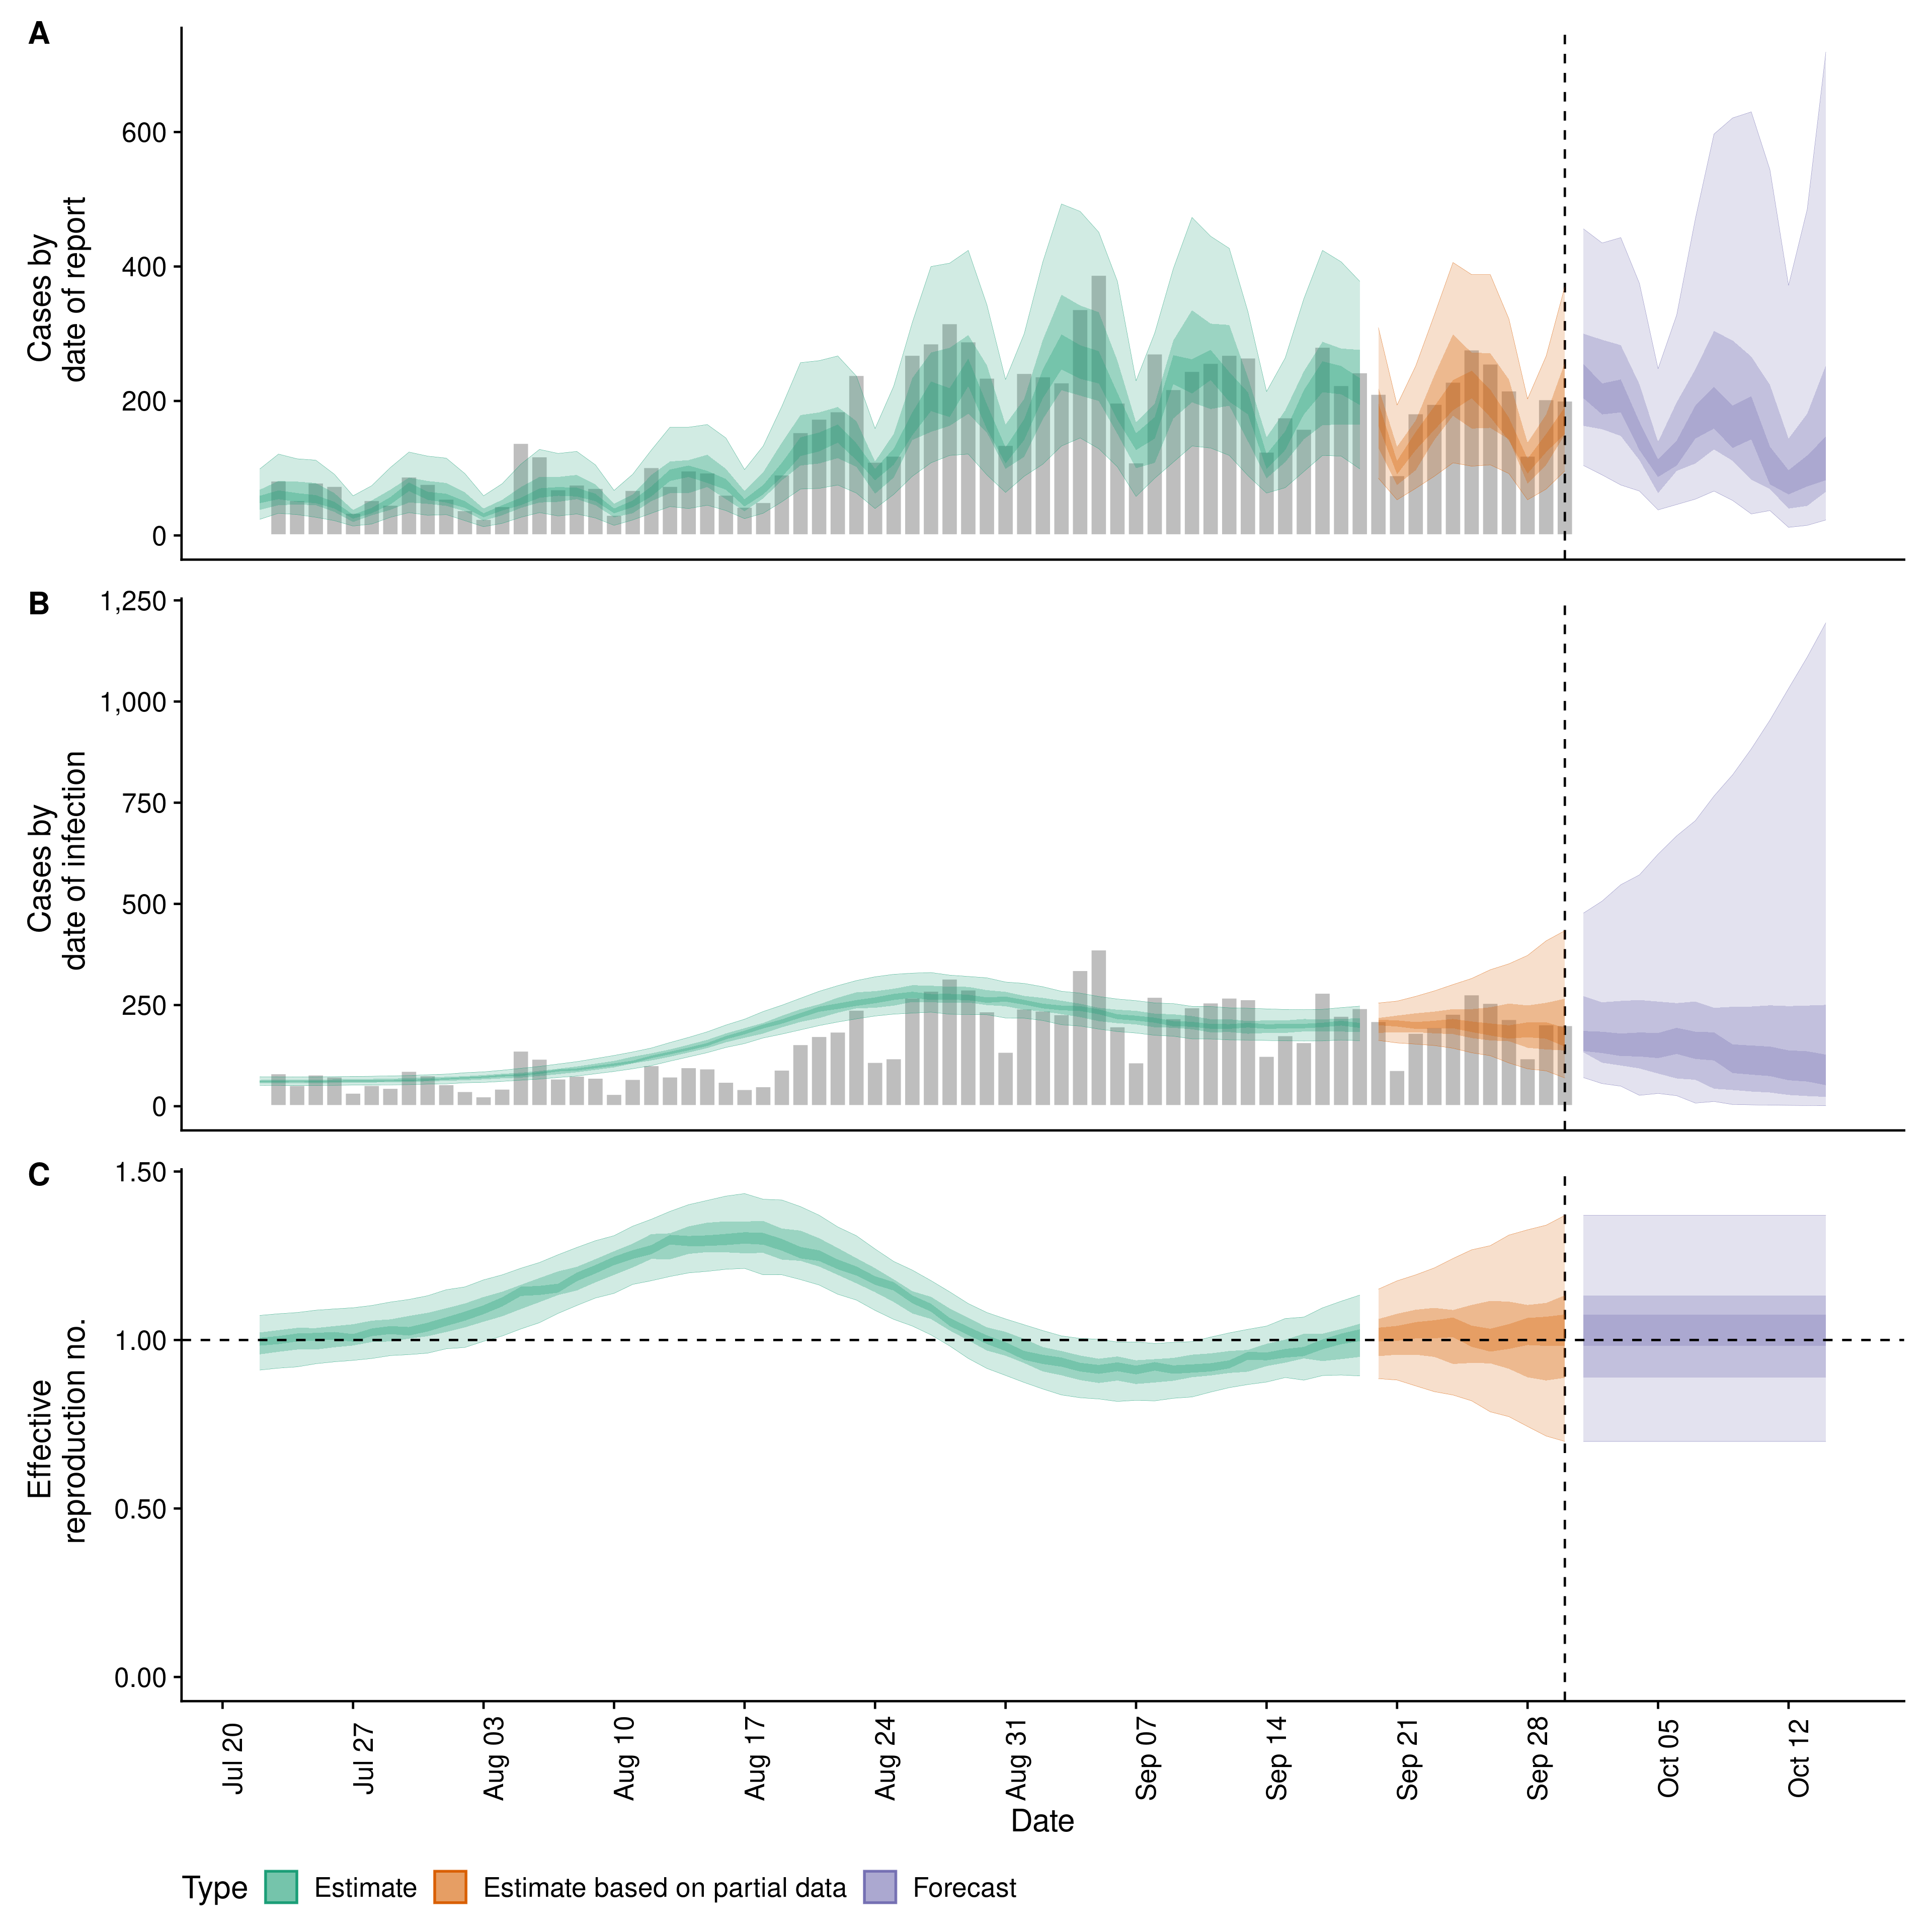 A
Cases by
date of report
600
400
200
0
B
Cases by
date of infection
1,250
1,000
750
500
250
0
C
Effective
reproduction no.
1.50
1.00
0.50
0.00
Jul 20
Jul 27
Aug 03
Aug 10
Aug 17
Aug 24
Aug 31
Sep 07
Sep 14
Sep 21
Sep 28
Oct 05
Oct 12
Date
Type Estimate Estimate based on partial data Forecast